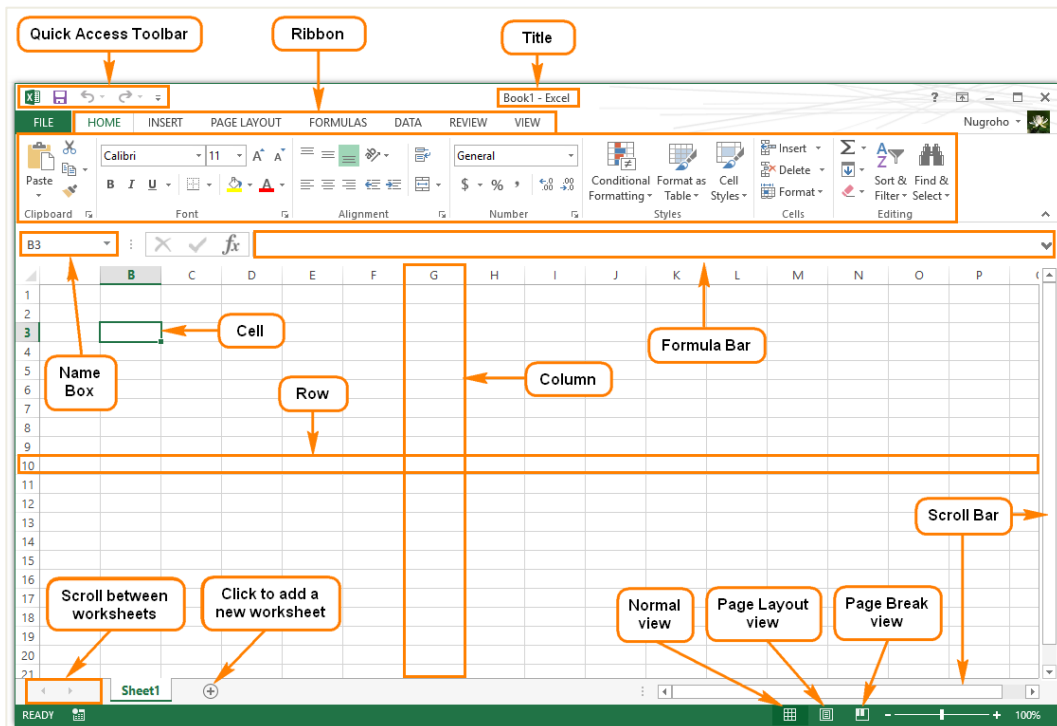 Quick Access Toolbar
Ribbon
Title
Book1 - Excel
?
FILE HOME INSERT PAGE LAYOUT FORMULAS DATA REVIEW VIEW
Nugroho
Paste
Calibri 11 A A
B I U A
General
$ % ,
Conditional Formatting
Format as Table
Cell Styles
Insert
Delete
Format
Sort & Filter
Find & Select
Clipboard Font Alignment Number Styles Cells Editing
B3 fx
B C D E F G H I J K L M N O P
1
2
3
4
5
6
7
8
9
10
11
12
13
14
15
16
17
18
19
20
21
Cell
Formula Bar
Name
Box
Column
Row
Scroll Bar
Scroll between
worksheets
Click to add a
new worksheet
Normal
view
Page Layout
view
Page Break
view
Sheet1
READY
100%